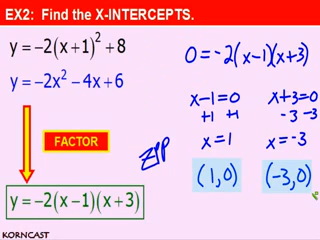 EX2: Find the X-INTERCEPTS.
y = −2(x + 1)² + 8
y = −2x² − 4x + 6
FACTOR
y = −2(x − 1)(x + 3)
0 = -2(x-1)(x+3)
x-1=0 x+3=0
+1 +1 -3 -3
x=1 x=-3
ZPP
(1,0) (-3,0)
KORNCAST